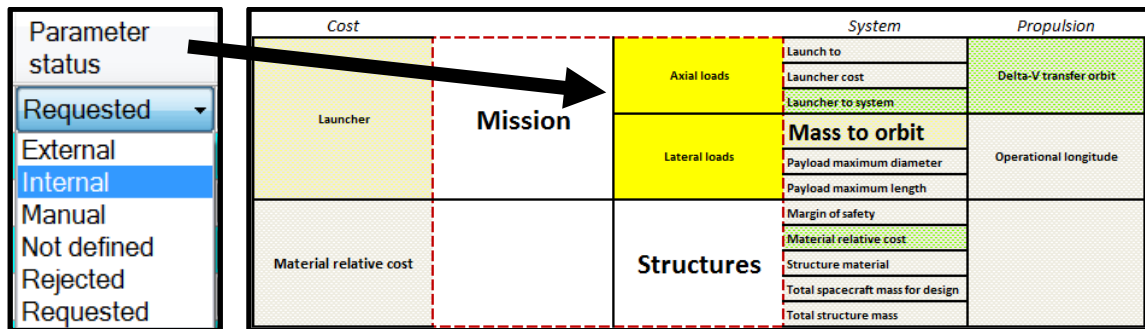 Parameter
status
Requested
External
Internal
Manual
Not defined
Rejected
Requested
Cost
System
Propulsion
Launcher
Mission
Axial loads
Launch to
Launcher cost
Launcher to system
Delta-V transfer orbit
Lateral loads
Mass to orbit
Payload maximum diameter
Payload maximum length
Operational longitude
Material relative cost
Structures
Margin of safety
Material relative cost
Structure material
Total spacecraft mass for design
Total structure mass